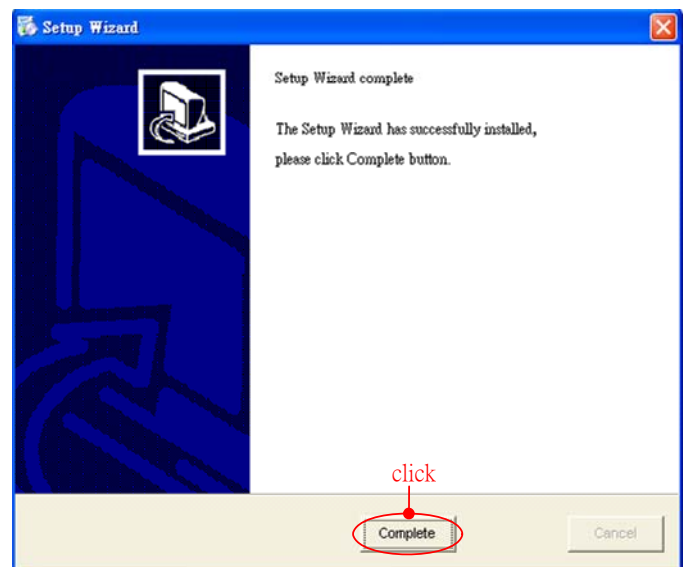 Setup Wizard
Setup Wizard complete
The Setup Wizard has successfully installed,
please click Complete button.
click
Complete
Cancel